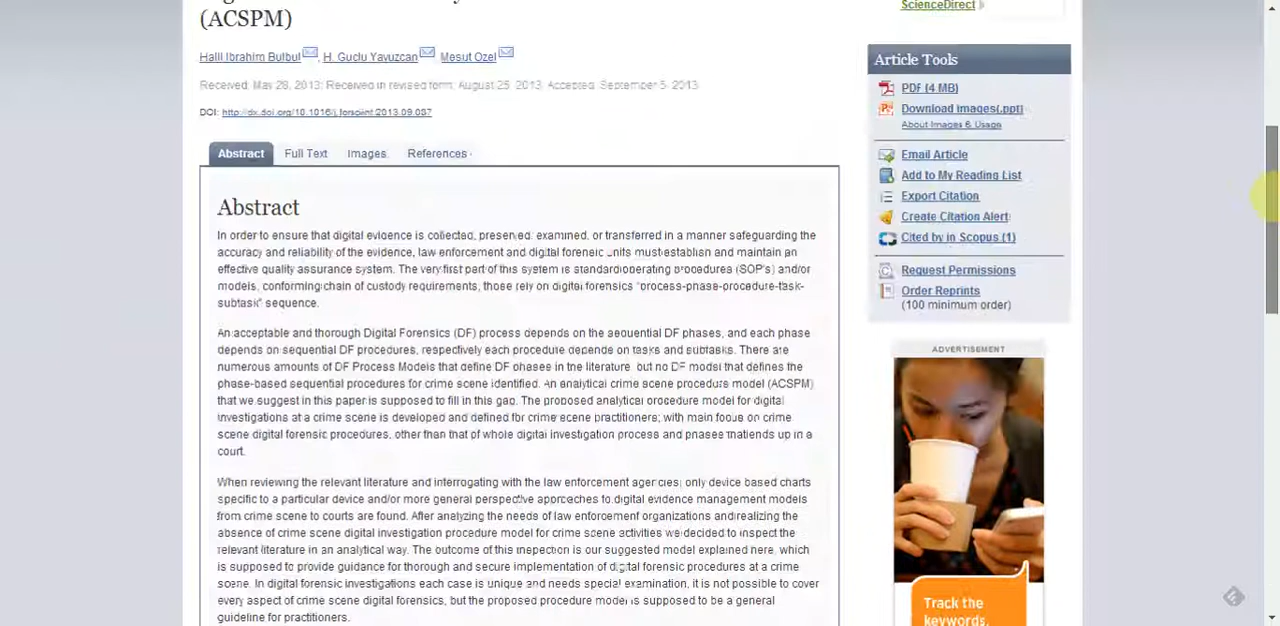 (ACSPM)
Halil Ibrahim Bulbul, H. Guclu Yavuzcan, Mesut Ozel
Received: May 28, 2013; Received in revised form: August 25, 2013; Accepted: September 5, 2013;
DOI: http://dx.doi.org/10.1016/j.forsciint.2013.09.007
Abstract Full Text Images References
Abstract
In order to ensure that digital evidence is collected, preserved, examined, or transferred in a manner safeguarding the
accuracy and reliability of the evidence, law enforcement and digital forensic units must establish and maintain an
effective quality assurance system. The very first part of this system is standard operating procedures (SOP's) and/or
models, conforming chain of custody requirements, those rely on digital forensics "process-phase-procedure-task-
subtask" sequence.
An acceptable and thorough Digital Forensics (DF) process depends on the sequential DF phases, and each phase
depends on sequential DF procedures, respectively each procedure depends on tasks and subtasks. There are
numerous amounts of DF Process Models that define DF phases in the literature, but no DF model that defines the
phase-based sequential procedures for crime scene identified. An analytical crime scene procedure model (ACSPM)
that we suggest in this paper is supposed to fill in this gap. The proposed analytical procedure model for digital
investigations at a crime scene is developed and defined for crime scene practitioners; with main focus on crime
scene digital forensic procedures, other than that of whole digital investigation process and phases that ends up in a
court.
When reviewing the relevant literature and interrogating with the law enforcement agencies; only device based charts
specific to a particular device and/or more general perspective approaches to digital evidence management models
from crime scene to courts are found. After analyzing the needs of law enforcement organizations and realizing the
absence of crime scene digital investigation procedure model for crime scene activities we decided to inspect the
relevant literature in an analytical way. The outcome of this inspection is our suggested model explained here, which
is supposed to provide guidance for thorough and secure implementation of digital forensic procedures at a crime
scene. In digital forensic investigations each case is unique and needs special examination, it is not possible to cover
every aspect of crime scene digital forensics, but the proposed procedure model is supposed to be a general
guideline for practitioners.
ScienceDirect
Article Tools
PDF (4 MB)
Download images(.ppt)
About Images & Usage
Email Article
Add to My Reading List
Export Citation
Create Citation Alert
Cited by in Scopus (1)
Request Permissions
Order Reprints
(100 minimum order)
ADVERTISEMENT
Track the
keywords,